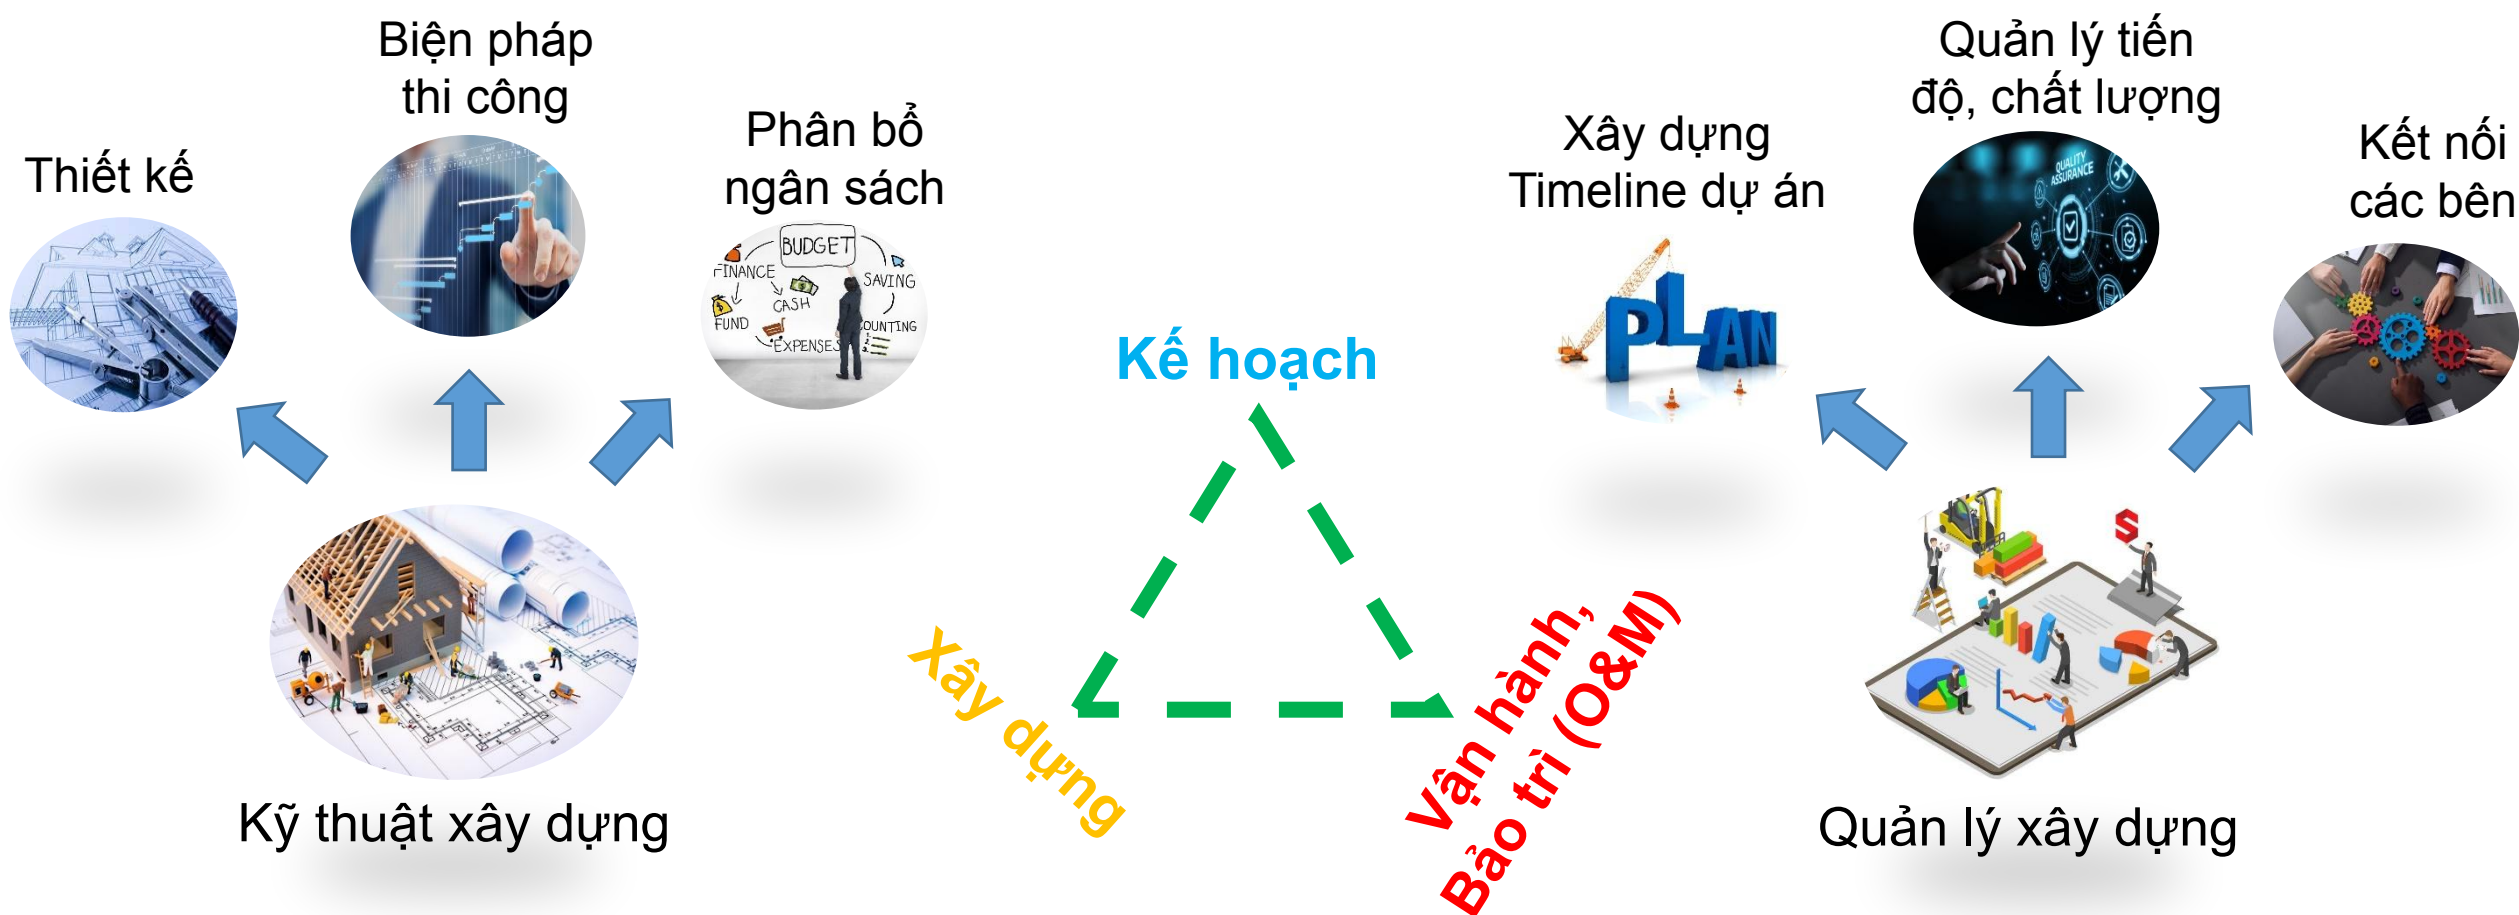 Thiết kế
Biện pháp
thi công
Phân bổ
ngân sách
BUDGET
FINANCE
SAVING
CASH
FUND
COUNTING
EXPENSES
Kỹ thuật xây dựng
Kế hoạch
Xây dựng
Vận hành,
Bảo trì (O&M)
Xây dựng
Timeline dự án
PLAN
Quản lý tiến
độ, chất lượng
QUALITY
ASSURANCE
Kết nối
các bên
S
Quản lý xây dựng